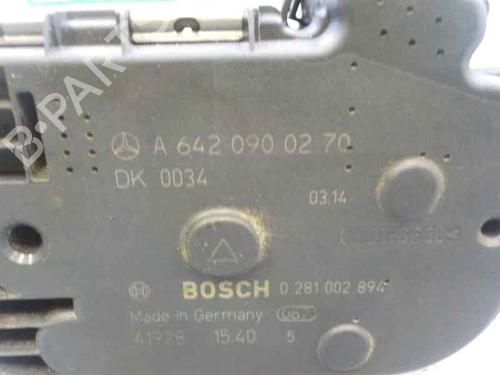 A 642 090 02 70
DK 0034
03.14
BOSCH 0 281 002 894
Made in Germany 067
41928 15:40 5